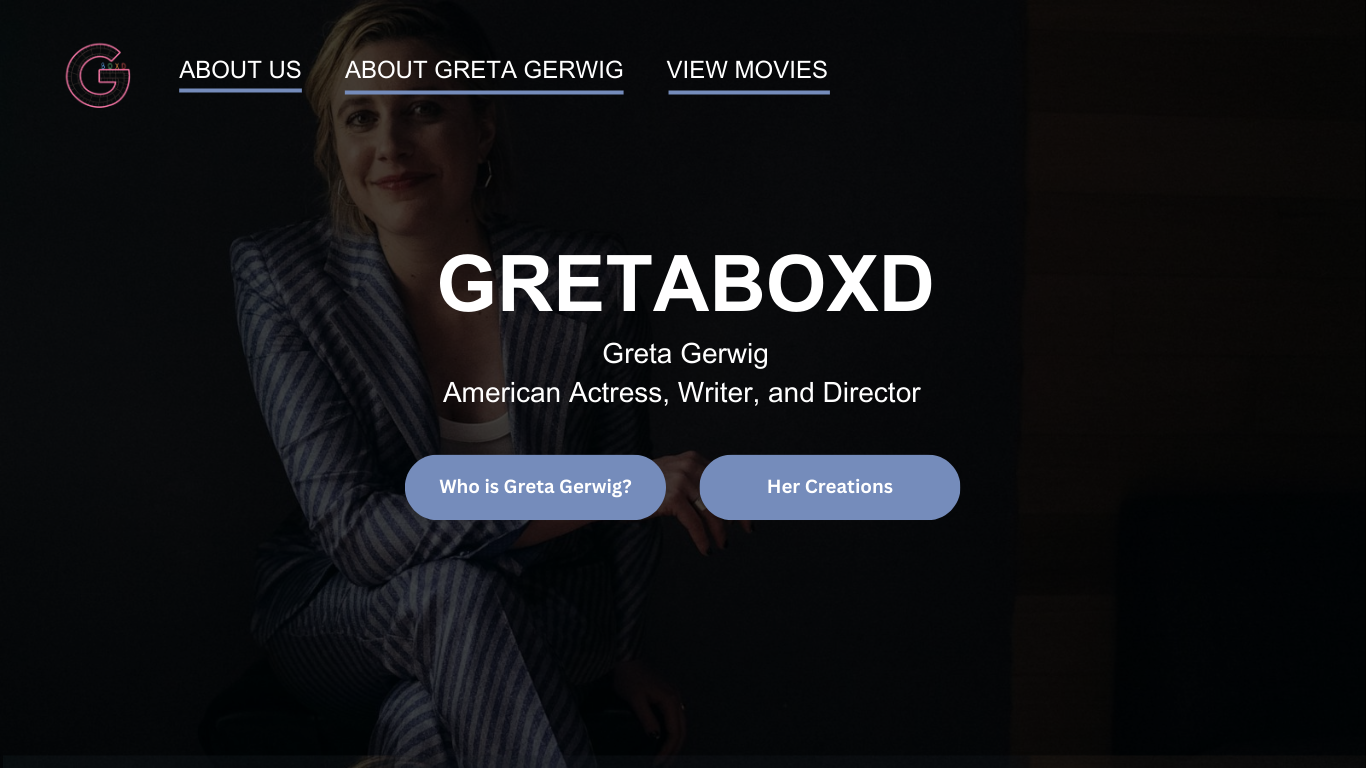 BOXD
ABOUT US
ABOUT GRETA GERWIG
VIEW MOVIES
GRETABOXD
Greta Gerwig
American Actress, Writer, and Director
Who is Greta Gerwig?
Her Creations